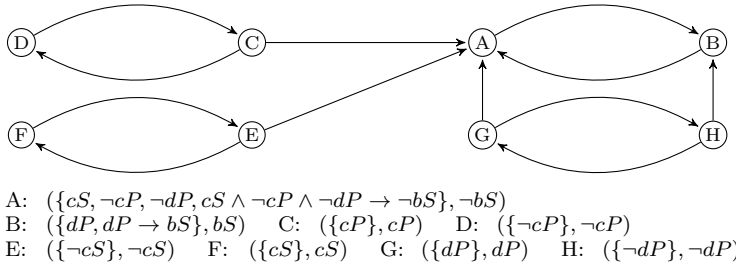 D C A B
F E G H
A: ({cS, ¬cP, ¬dP, cS ∧ ¬cP ∧ ¬dP → ¬bS}, ¬bS)
B: ({dP, dP → bS}, bS) C: ({cP}, cP) D: ({¬cP}, ¬cP)
E: ({¬cS}, ¬cS) F: ({cS}, cS) G: ({dP}, dP) H: ({¬dP}, ¬dP)